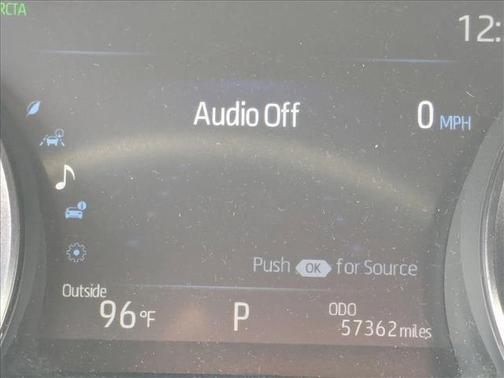 RCTA
12:
Audio Off
0 MPH
Push OK for Source
Outside
96°F
P
ODO
57362 miles